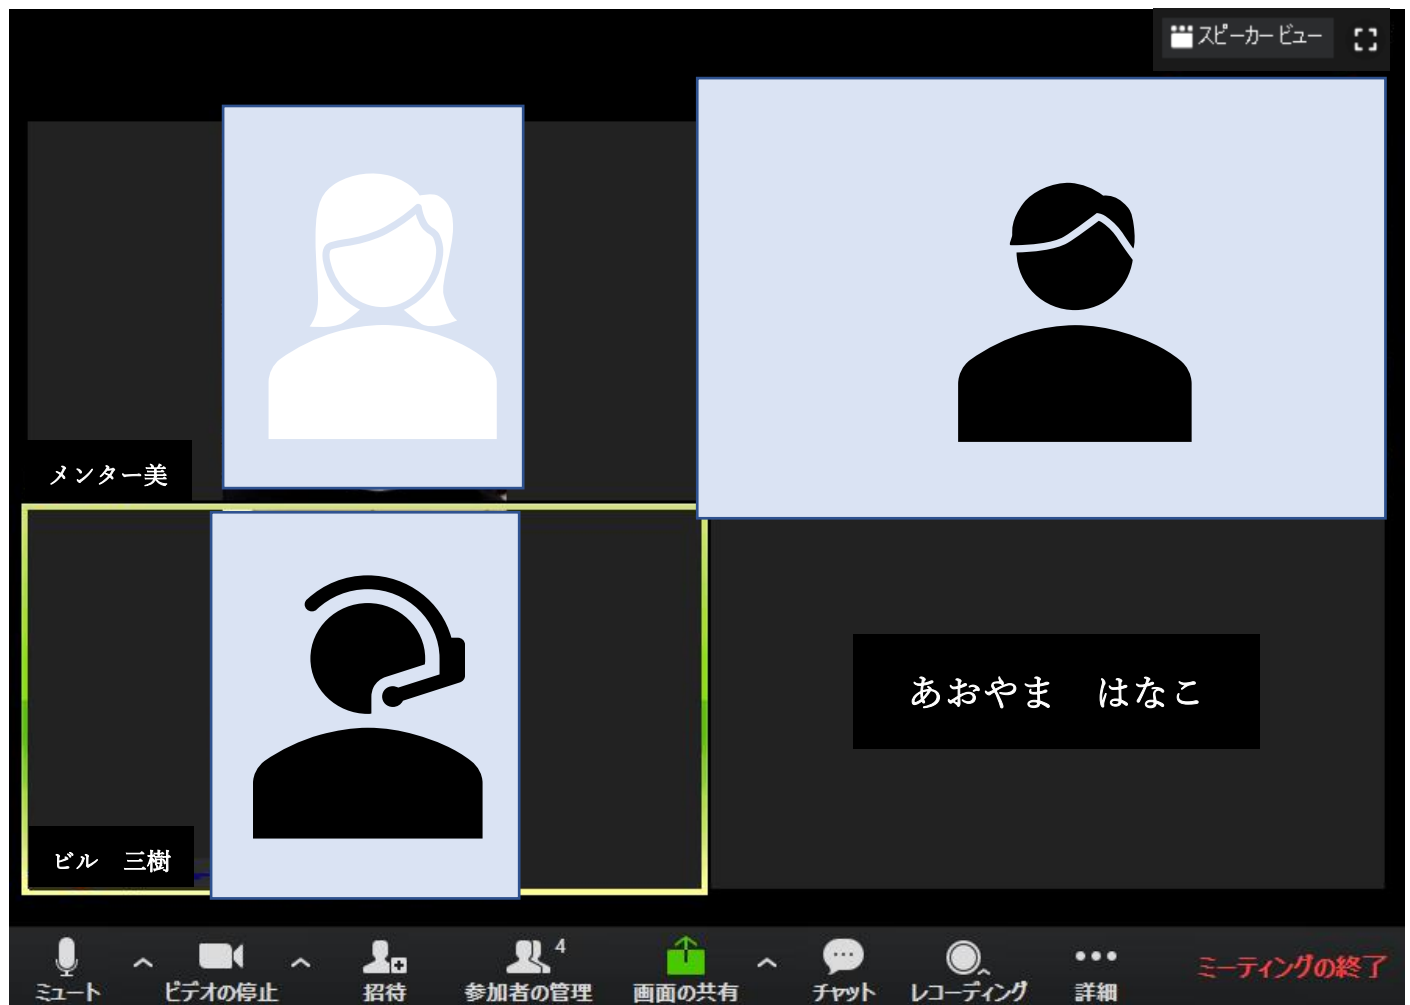 スピーカー ビュー
メンター美
あおやま　はなこ
ビル　三樹
4
ミュート
ビデオの停止
招待
参加者の管理
画面の共有
チャット
レコーディング
詳細
ミーティングの終了